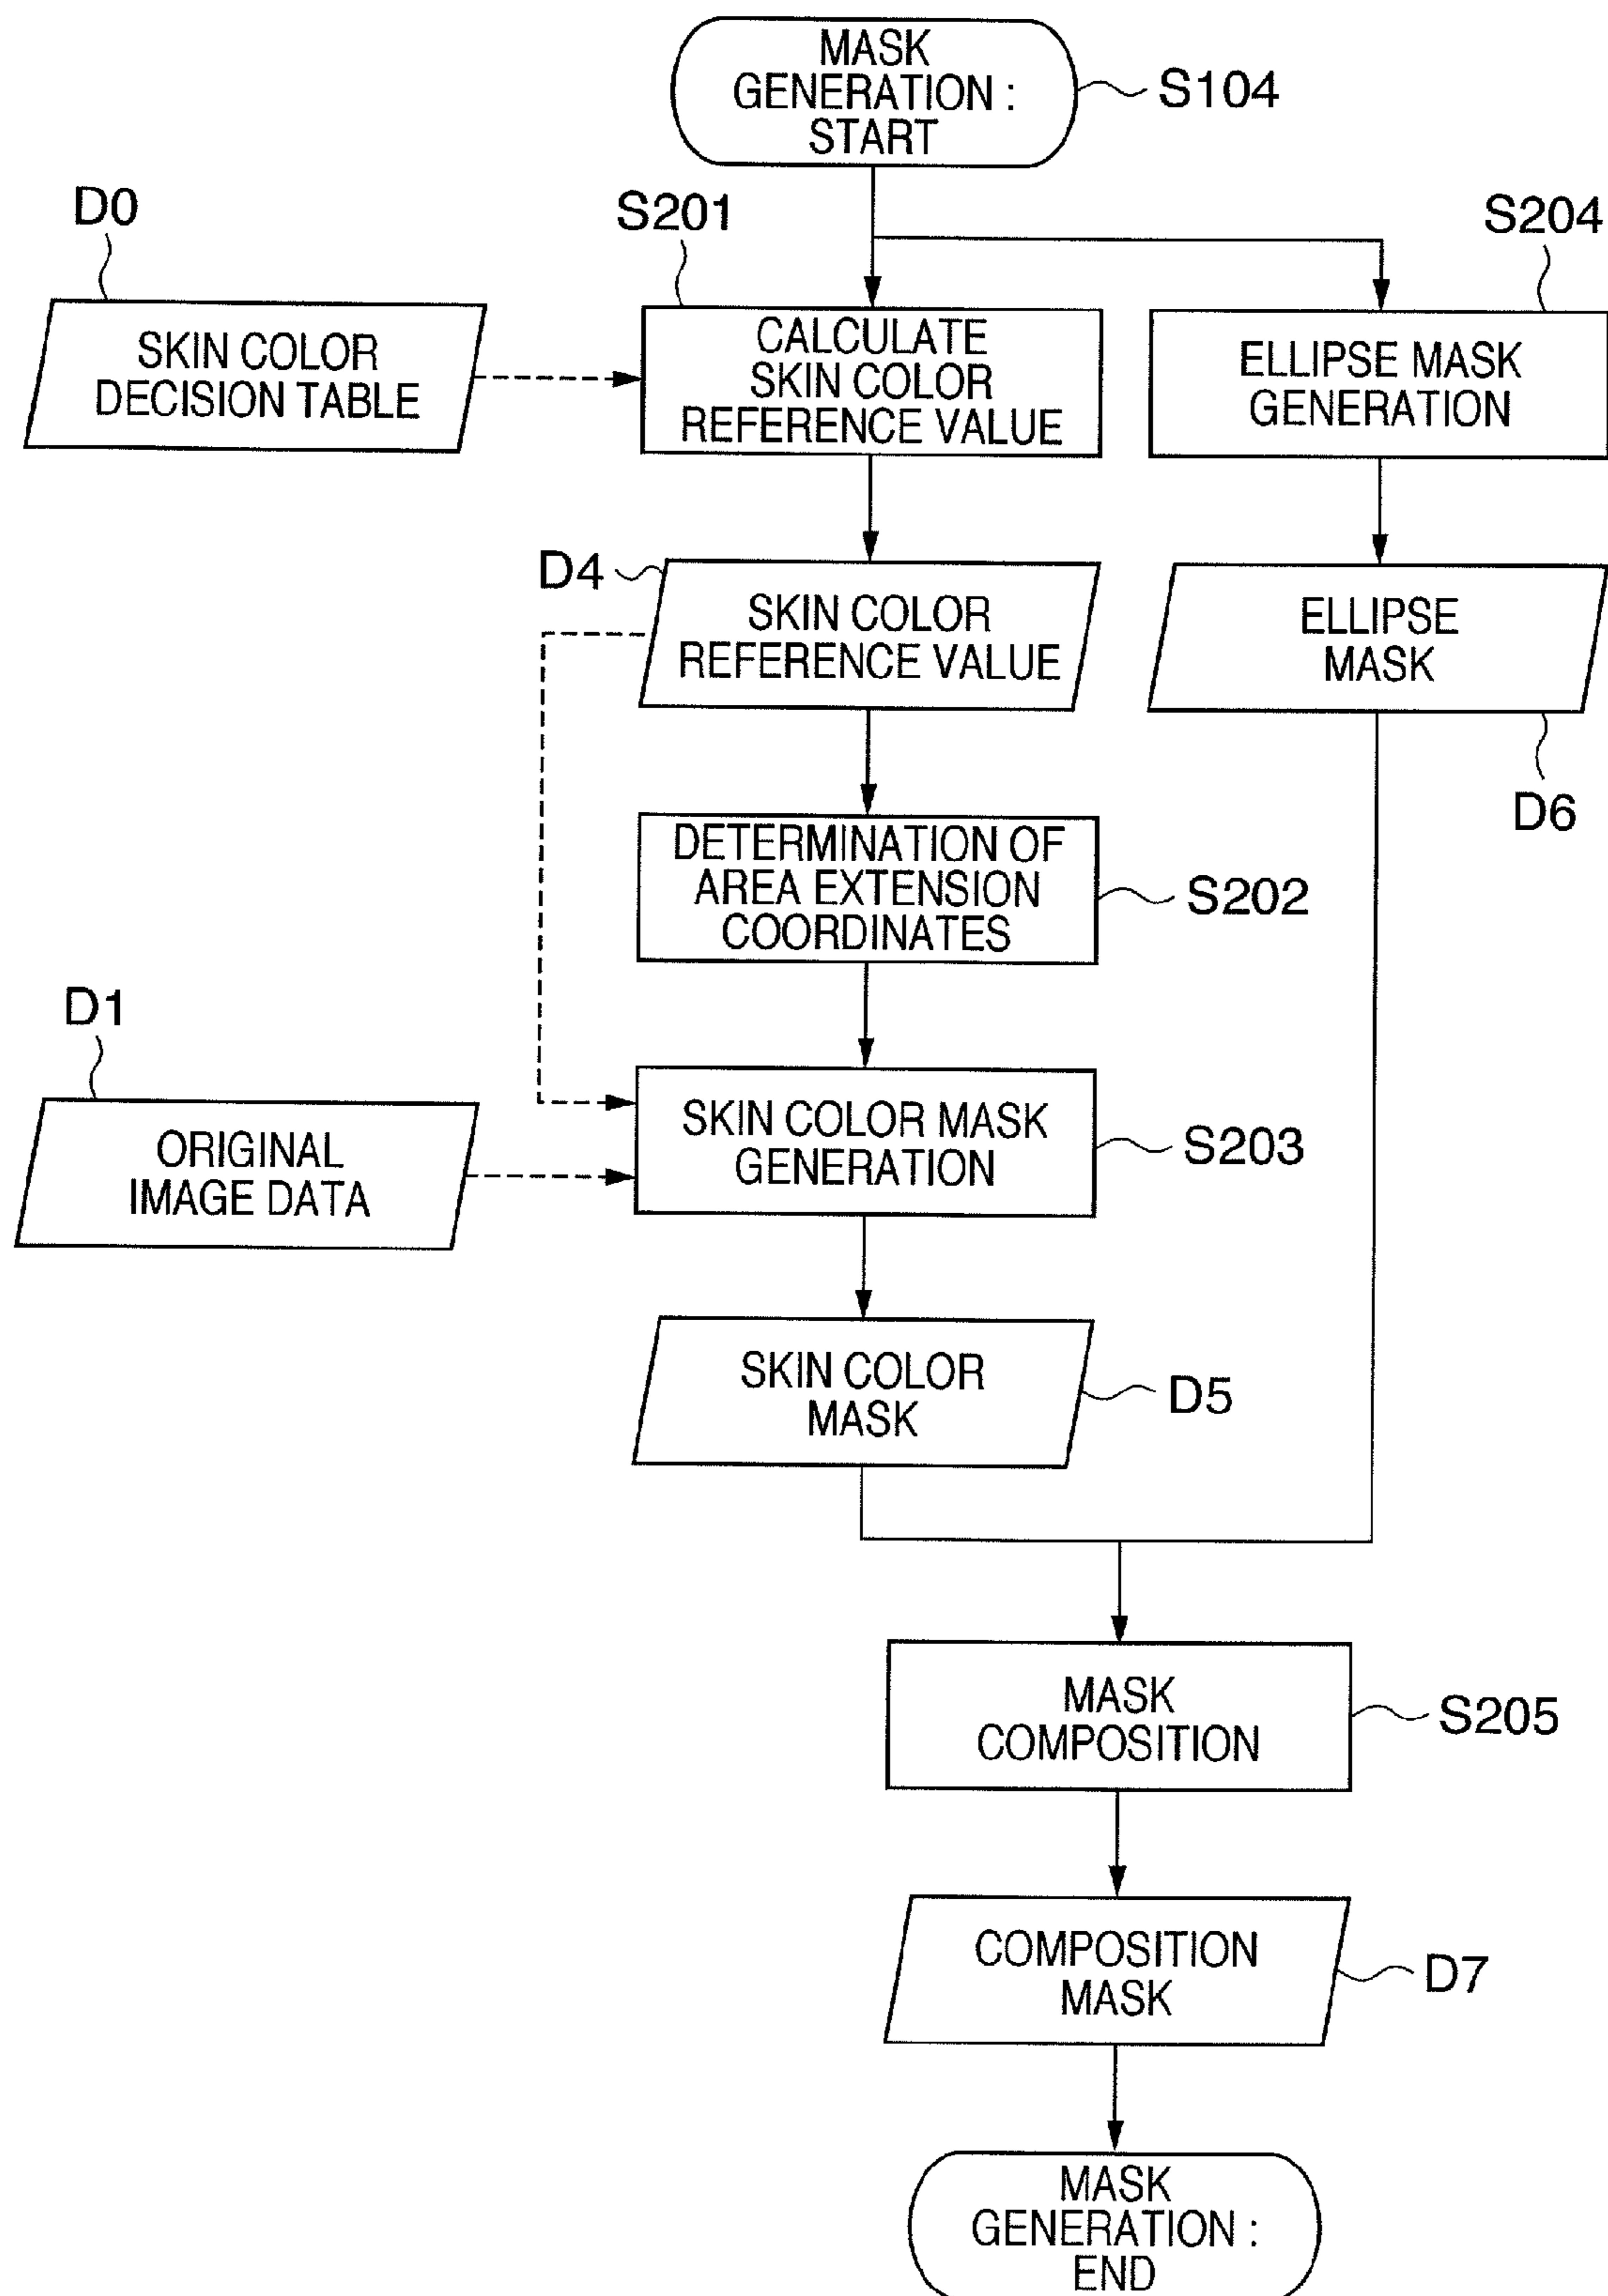 MASK
GENERATION :
START
S104
D0
S201
S204
SKIN COLOR
DECISION TABLE
CALCULATE
SKIN COLOR
REFERENCE VALUE
ELLIPSE MASK
GENERATION
D4
SKIN COLOR
REFERENCE VALUE
ELLIPSE
MASK
D6
DETERMINATION OF
AREA EXTENSION
COORDINATES
S202
D1
ORIGINAL
IMAGE DATA
SKIN COLOR MASK
GENERATION
S203
SKIN COLOR
MASK
D5
MASK
COMPOSITION
S205
COMPOSITION
MASK
D7
MASK
GENERATION :
END